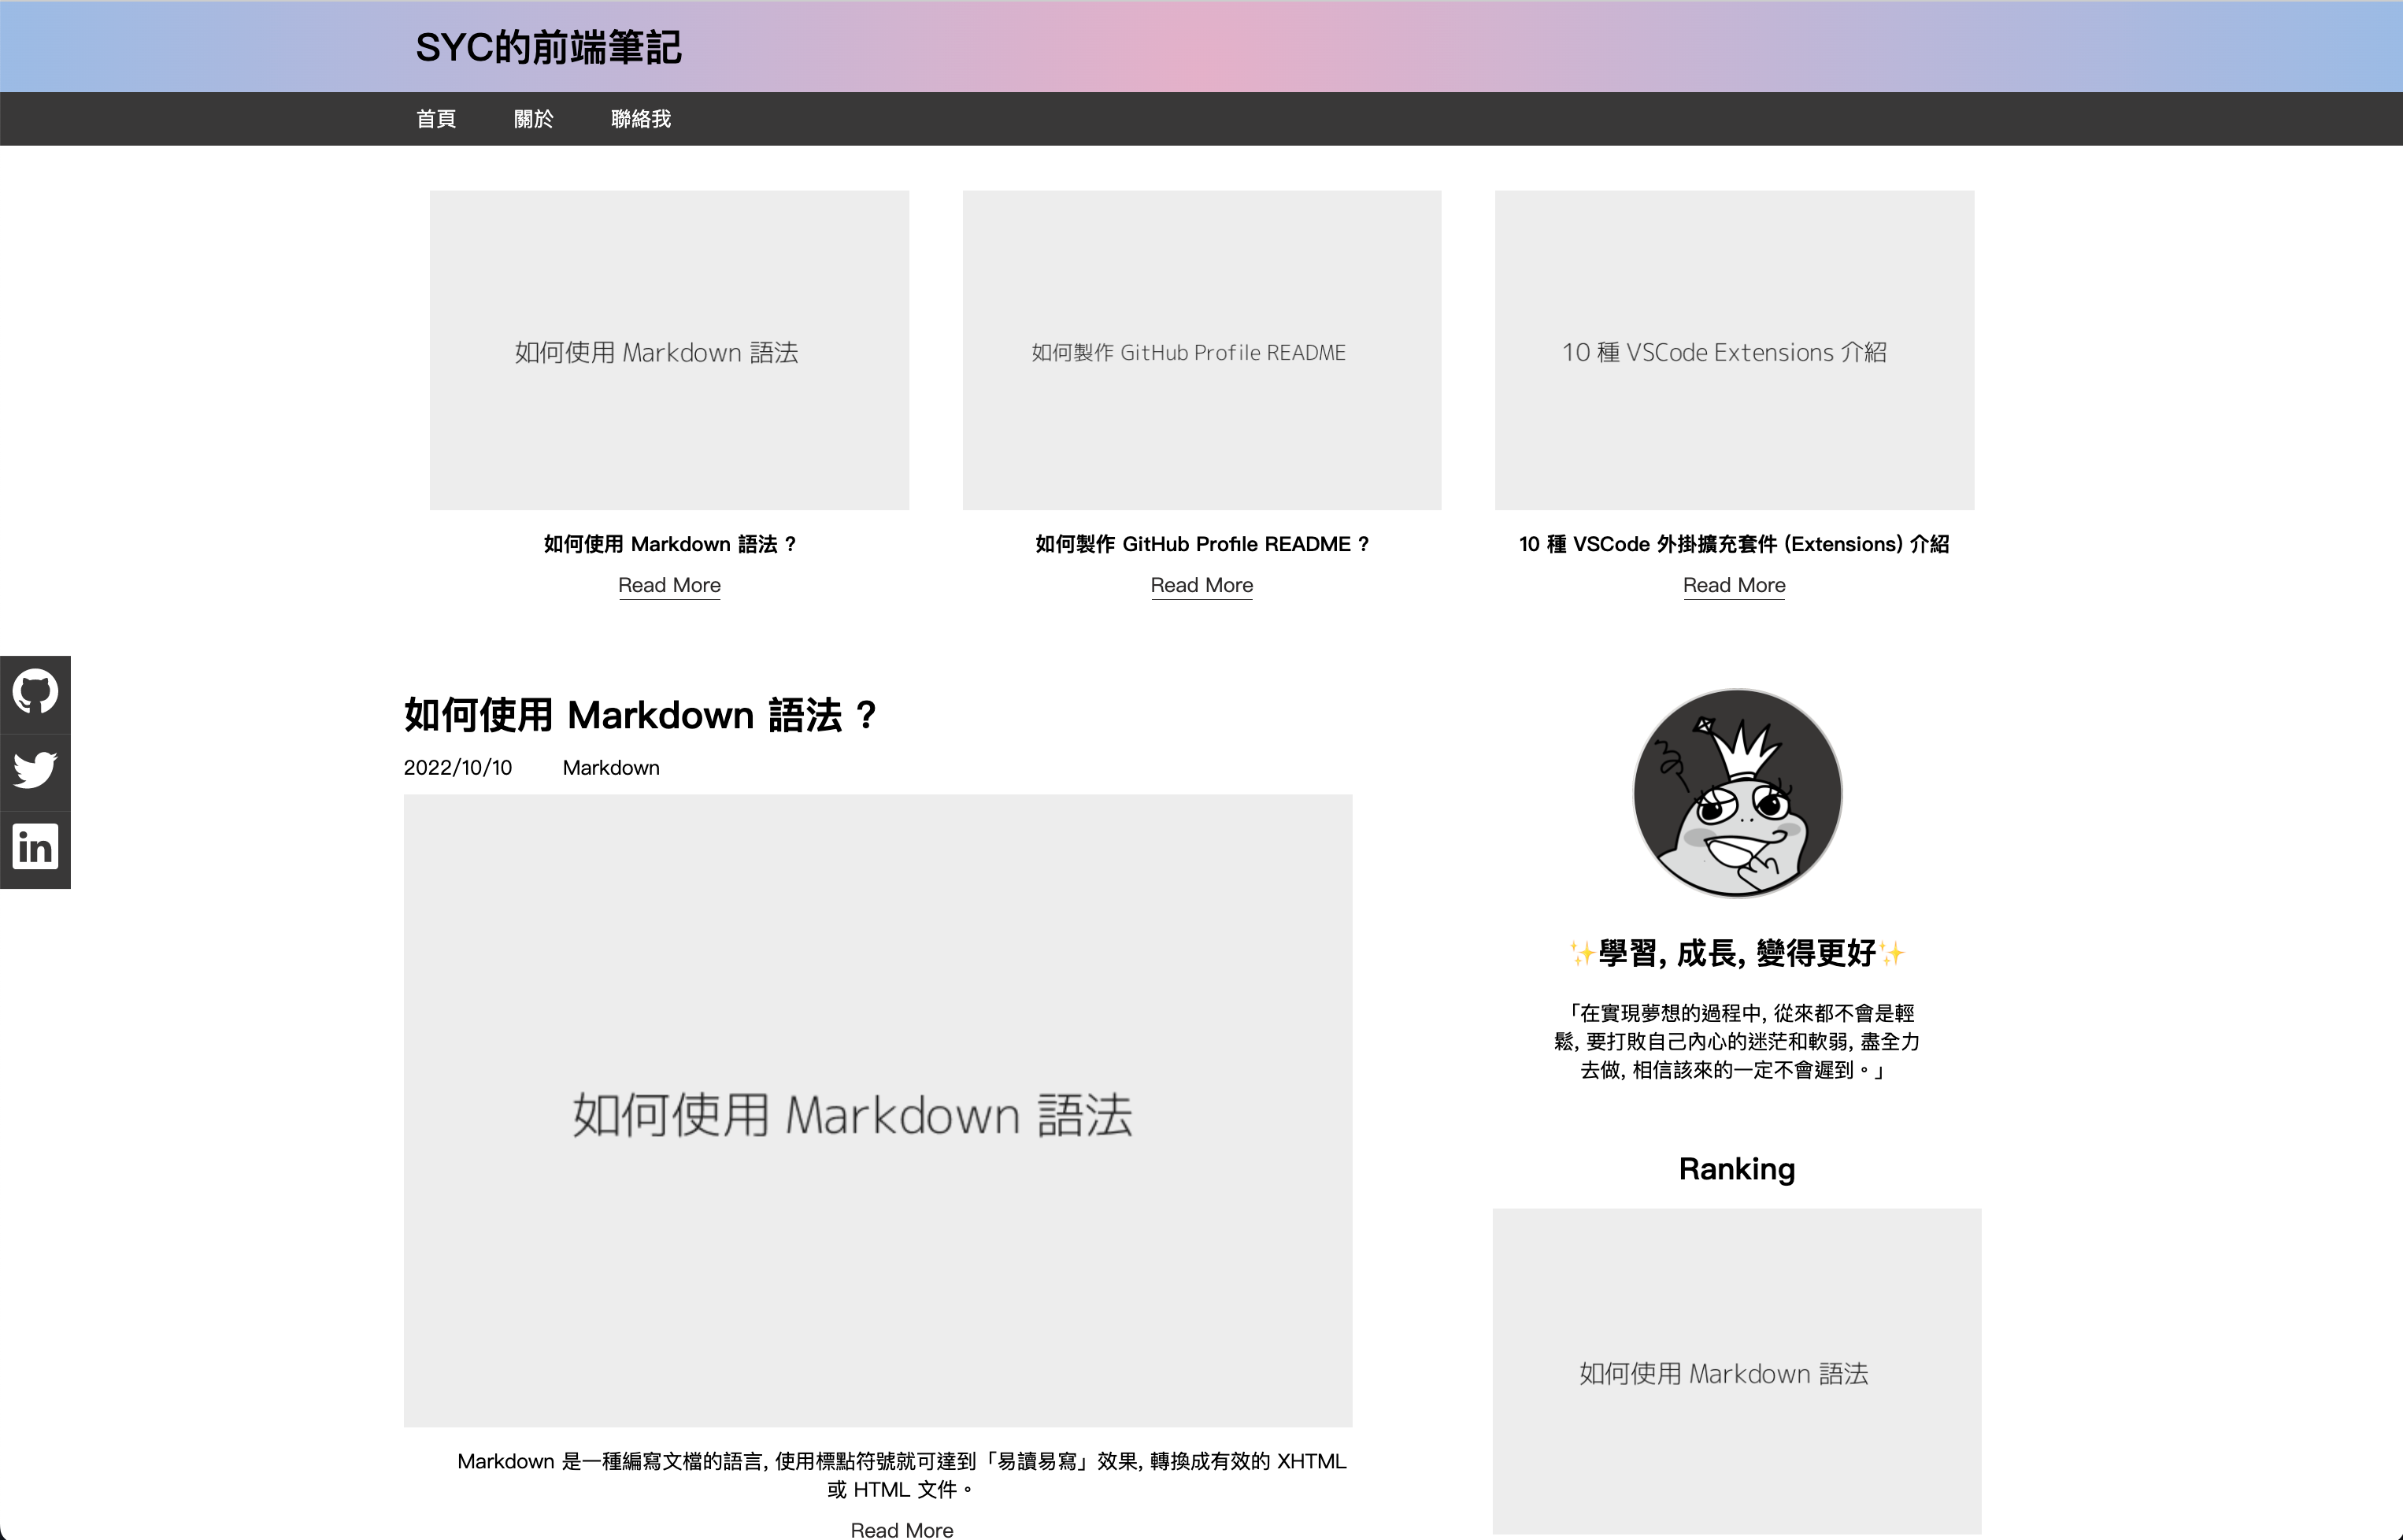 SYC的前端筆記
首頁 關於 聯絡我
如何使用 Markdown 語法
如何製作 GitHub Profile README
10 種 VSCode Extensions 介紹
如何使用 Markdown 語法 ?
Read More
如何製作 GitHub Profile README ?
Read More
10 種 VSCode 外掛擴充套件 (Extensions) 介紹
Read More
如何使用 Markdown 語法 ?
2022/10/10 Markdown
如何使用 Markdown 語法
Markdown 是一種編寫文檔的語言, 使用標點符號就可達到「易讀易寫」效果, 轉換成有效的 XHTML
或 HTML 文件。
Read More
✨學習, 成長, 變得更好✨
「在實現夢想的過程中, 從來都不會是輕
鬆, 要打敗自己內心的迷茫和軟弱, 盡全力
去做, 相信該來的一定不會遲到。」
Ranking
如何使用 Markdown 語法
in